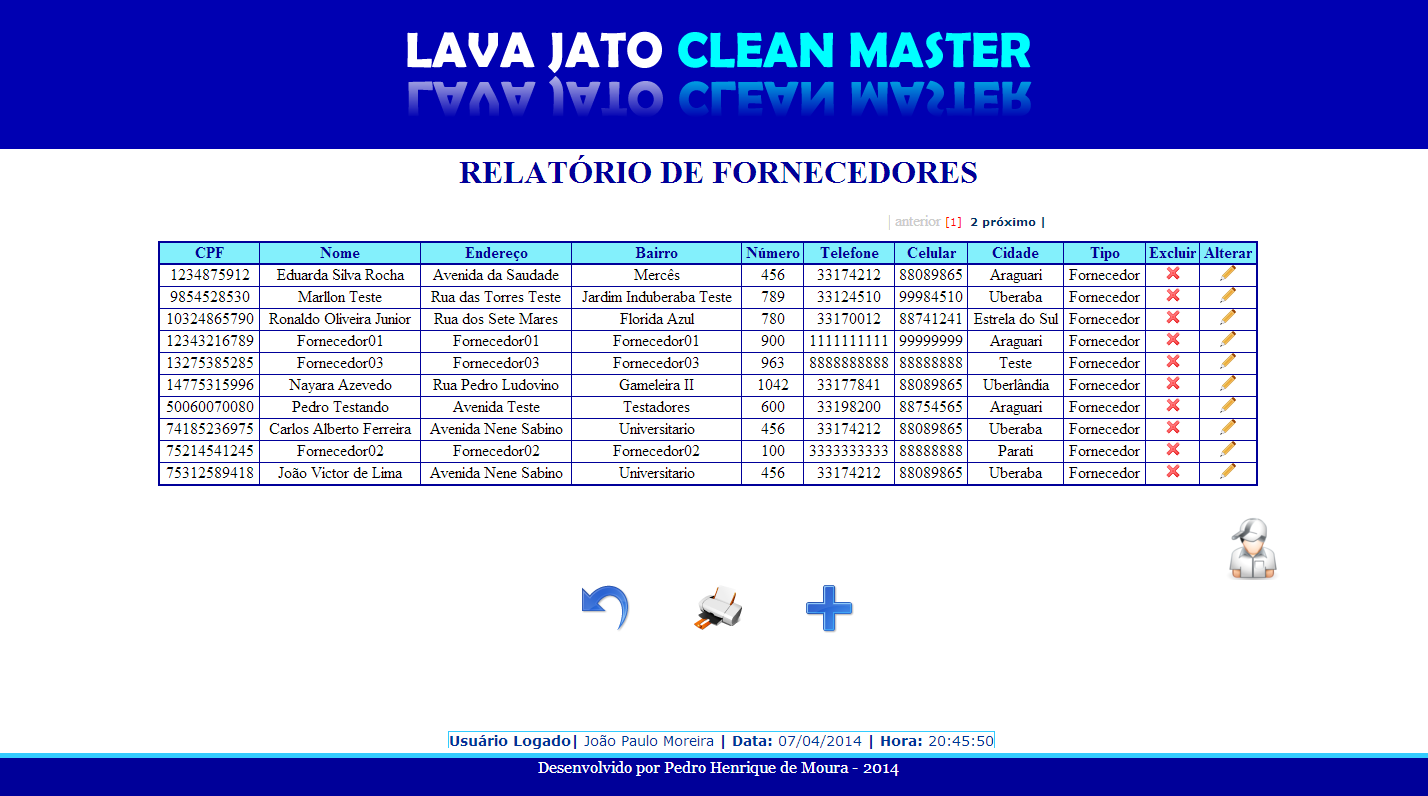 LAVA JATO CLEAN MASTER
RELATÓRIO DE FORNECEDORES
| anterior [1] 2 próximo |
CPF Nome Endereço Bairro Número Telefone Celular Cidade Tipo Excluir Alterar
1234875912 Eduarda Silva Rocha Avenida da Saudade Mercês 456 33174212 88089865 Araguari Fornecedor
9854528530 Marllon Teste Rua das Torres Teste Jardim Induberaba Teste 789 33124510 99984510 Uberaba Fornecedor
10324865790 Ronaldo Oliveira Junior Rua dos Sete Mares Florida Azul 780 33170012 88741241 Estrela do Sul Fornecedor
12343216789 Fornecedor01 Fornecedor01 Fornecedor01 900 1111111111 99999999 Araguari Fornecedor
13275385285 Fornecedor03 Fornecedor03 Fornecedor03 963 8888888888 88888888 Teste Fornecedor
14775315996 Nayara Azevedo Rua Pedro Ludovino Gameleira II 1042 33177841 88089865 Uberlândia Fornecedor
50060070080 Pedro Testando Avenida Teste Testadores 600 33198200 88754565 Araguari Fornecedor
74185236975 Carlos Alberto Ferreira Avenida Nene Sabino Universitario 456 33174212 88089865 Uberaba Fornecedor
75214541245 Fornecedor02 Fornecedor02 Fornecedor02 100 3333333333 88888888 Parati Fornecedor
75312589418 João Victor de Lima Avenida Nene Sabino Universitario 456 33174212 88089865 Uberaba Fornecedor
Usuário Logado| João Paulo Moreira | Data: 07/04/2014 | Hora: 20:45:50
Desenvolvido por Pedro Henrique de Moura - 2014